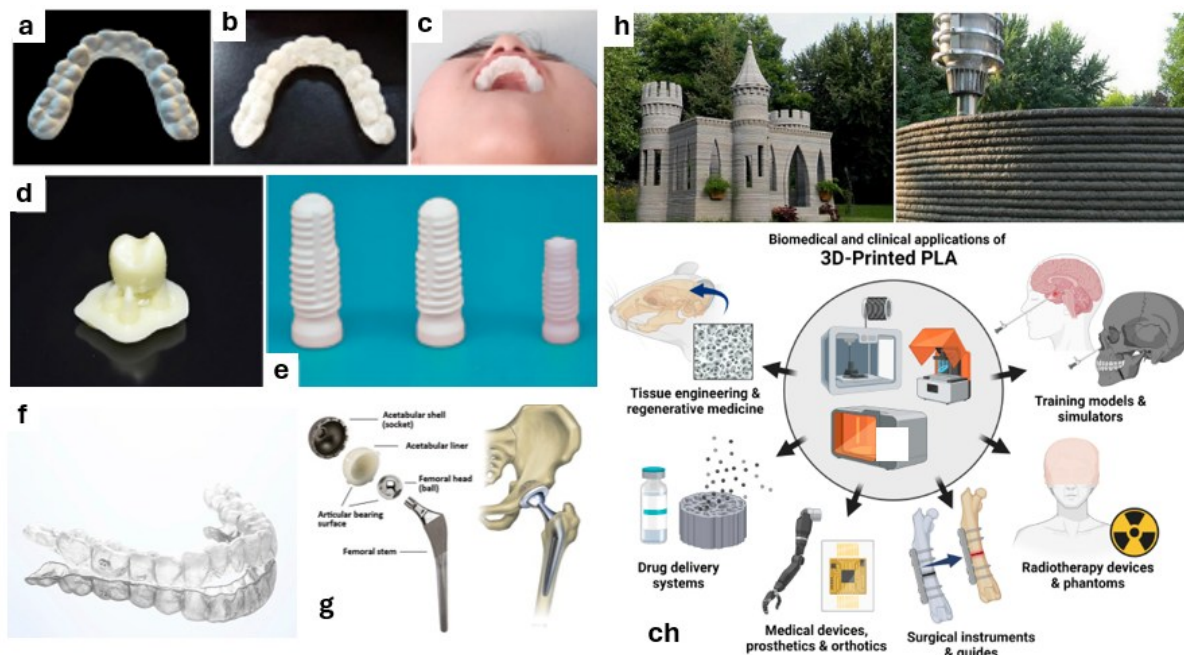 a
b
c
d
e
f
Acetabular shell
(socket)
Acetabular liner
Femoral head
(ball)
Articular bearing
surface
Femoral stem
g
h
Biomedical and clinical applications of
3D-Printed PLA
Tissue engineering &
regenerative medicine
Training models &
simulators
Drug delivery
systems
Radiotherapy devices
& phantoms
Medical devices,
prosthetics & orthotics
Surgical instruments
& guides
ch